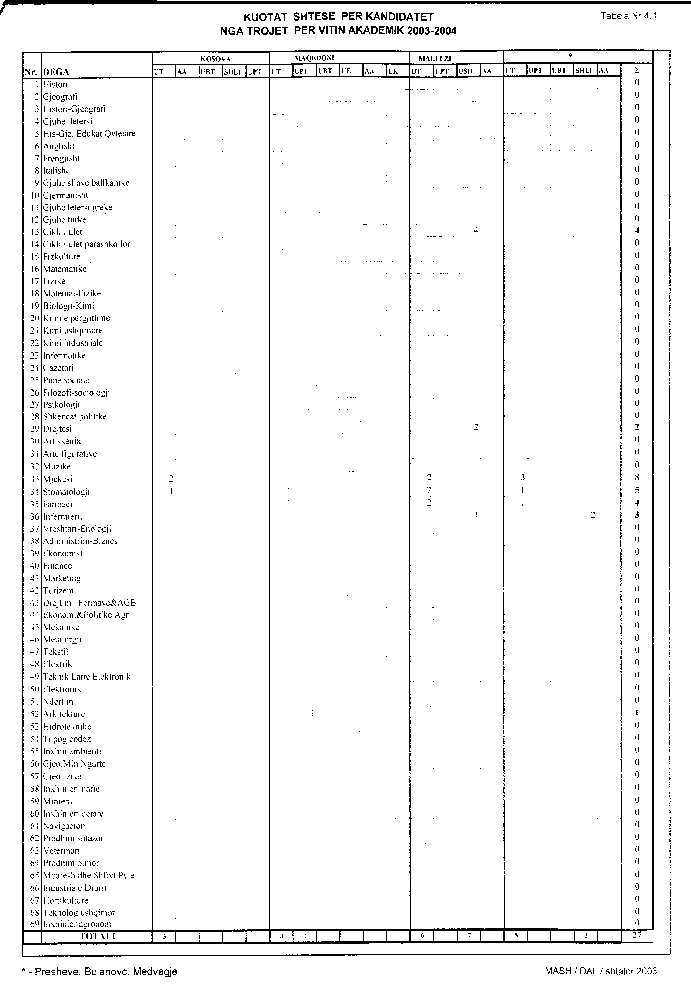 KUOTAT SHTESE PER KANDIDATET
NGA TROJET PER VITIN AKADEMIK 2003-2004
Tabela Nr.4.1
KOSOVA MAQEDONI MALI I ZI *
Nr. DEGA UT AA UBT SHLI UPT UT UPT UBT UE AA UK UT UPT USH AA UT UPT UBT SHLI AA Σ
1 Histori 0
2 Gjeografi 0
3 Histori-Gjeografi 0
4 Gjuhe letersi 0
5 His-Gje, Edukat Qytetare 0
6 Anglisht 0
7 Frengjisht 0
8 Italisht 0
9 Gjuhe sllave ballkanike 0
10 Gjermanisht 0
11 Gjuhe letersi greke 0
12 Gjuhe turke 0
13 Cikli i ulet 4 4
14 Cikli i ulet parashkollor 0
15 Fizkulture 0
16 Matematike 0
17 Fizike 0
18 Matemat-Fizike 0
19 Biologji-Kimi 0
20 Kimi e pergjithme 0
21 Kimi ushqimore 0
22 Kimi industriale 0
23 Informatike 0
24 Gazetari 0
25 Pune sociale 0
26 Filozofi-sociologji 0
27 Psikologji 0
28 Shkencat politike 0
29 Drejtesi 2 2
30 Art skenik 0
31 Arte figurative 0
32 Muzike 0
33 Mjekesi 2 1 2 3 8
34 Stomatologji 1 1 2 1 5
35 Farmaci 1 2 1 4
36 Infermieri. 1 2 3
37 Vreshtari-Enologji 0
38 Administrim-Biznes 0
39 Ekonomist 0
40 Finance 0
41 Marketing 0
42 Turizem 0
43 Drejtim i Fermave&AGB 0
44 Ekonomi&Politike Agr 0
45 Mekanike 0
46 Metalurgji 0
47 Tekstil 0
48 Elektrik 0
49 Teknik Larte Elektronik 0
50 Elektronik 0
51 Ndertim 0
52 Arkitekture 1 1
53 Hidroteknike 0
54 Topogjeodezi 0
55 Inxhin ambienti 0
56 Gjeo.Min.Ngurte 0
57 Gjeofizike 0
58 Inxhinieri nafte 0
59 Miniera 0
60 Inxhinieri detare 0
61 Navigacion 0
62 Prodhim shtazor 0
63 Veterinari 0
64 Prodhim bimor 0
65 Mbaresh dhe Shfryt Pyje 0
66 Industria e Drurit 0
67 Hortikulture 0
68 Teknolog ushqimor 0
69 Inxhinier agronom 0
TOTALI 3 3 1 6 7 5 2 27
* - Presheve, Bujanovc, Medvegje
MASH / DAL / shtator 2003